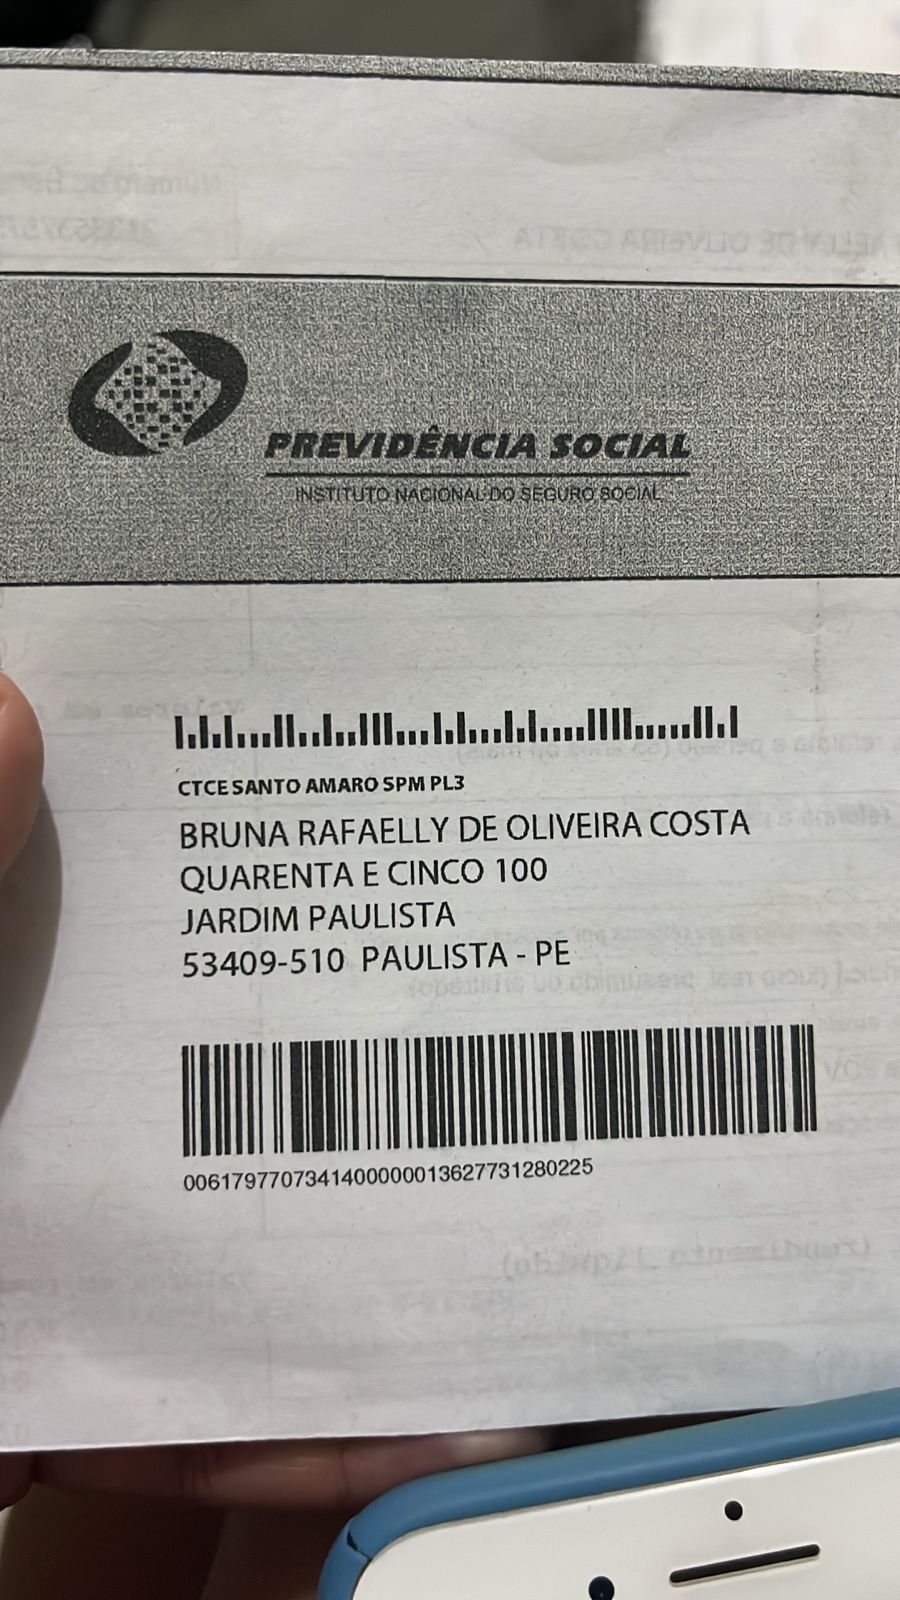 PREVIDÊNCIA SOCIAL
INSTITUTO NACIONAL DO SEGURO SOCIAL
CTCE SANTO AMARO SPM PL3
BRUNA RAFAELLY DE OLIVEIRA COSTA
QUARENTA E CINCO 100
JARDIM PAULISTA
53409-510 PAULISTA - PE
0061797707341400000013627731280225